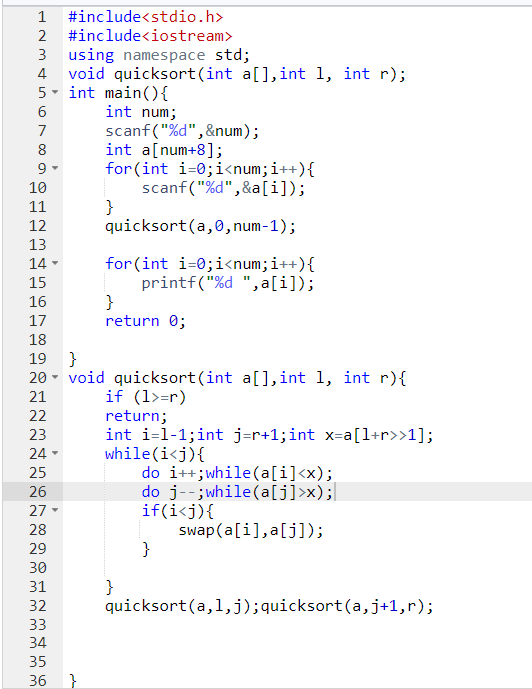 1 #include<stdio.h>
2 #include<iostream>
3 using namespace std;
4 void quicksort(int a[],int l, int r);
5 int main(){
6 int num;
7 scanf("%d",&num);
8 int a[num+8];
9 for(int i=0;i<num;i++){
10 scanf("%d",&a[i]);
11 }
12 quicksort(a,0,num-1);
13
14 for(int i=0;i<num;i++){
15 printf("%d ",a[i]);
16 }
17 return 0;
18
19 }
20 void quicksort(int a[],int l, int r){
21 if (l>=r)
22 return;
23 int i=l-1;int j=r+1;int x=a[l+r>>1];
24 while(i<j){
25 do i++;while(a[i]<x);
26 do j--;while(a[j]>x);
27 if(i<j){
28 swap(a[i],a[j]);
29 }
30
31 }
32 quicksort(a,l,j);quicksort(a,j+1,r);
33
34
35
36 }